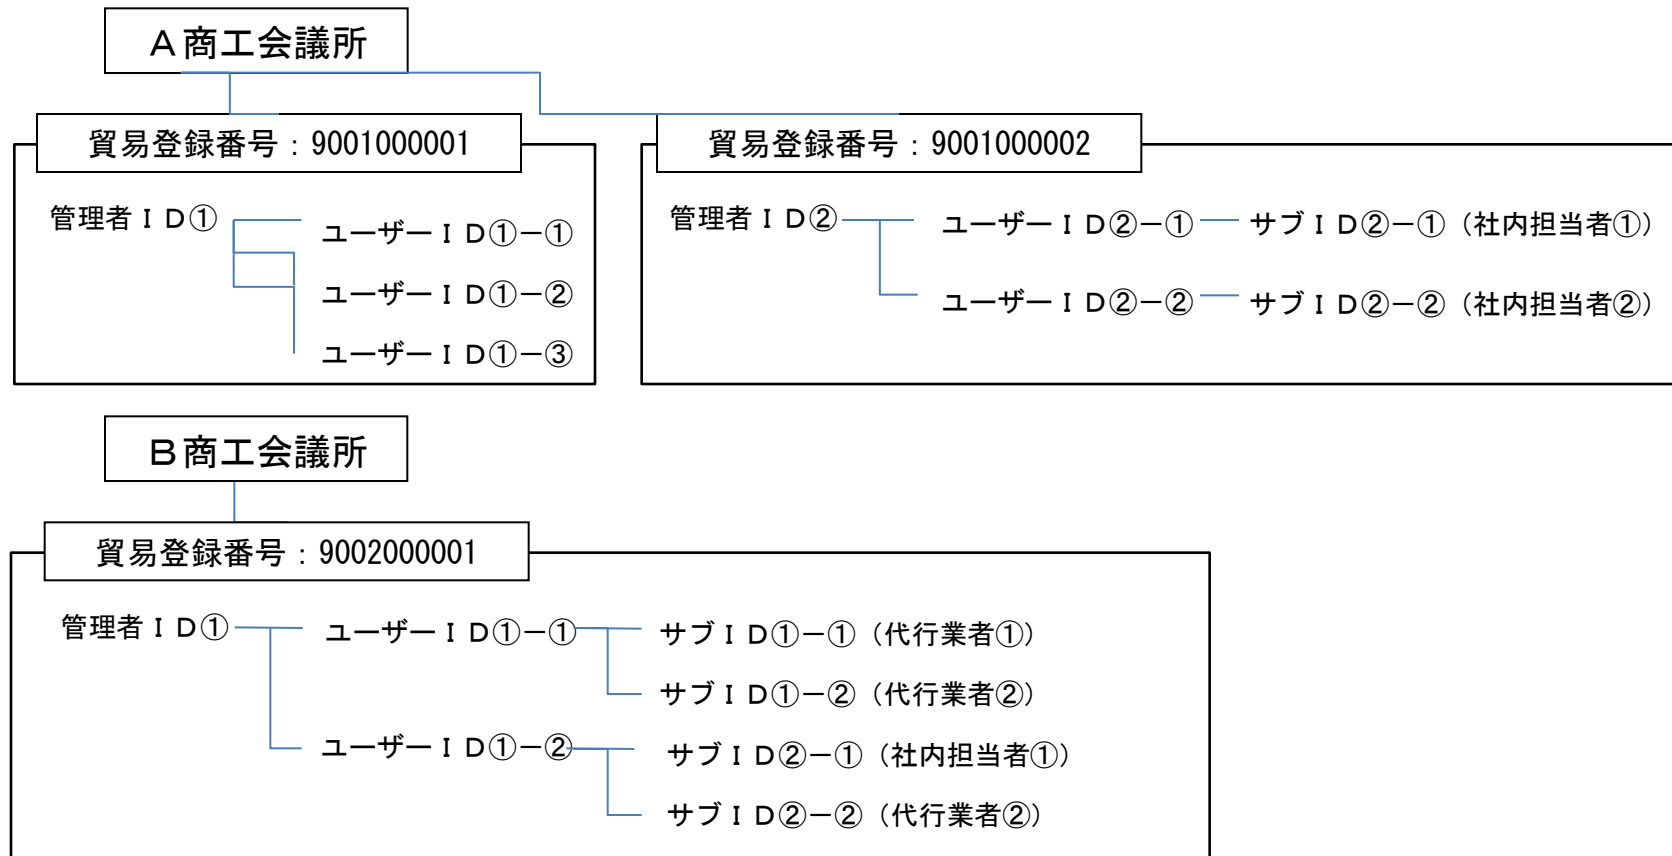 A商工会議所
貿易登録番号：9001000001
管理者ＩＤ①
ユーザーＩＤ①－①
ユーザーＩＤ①－②
ユーザーＩＤ①－③
貿易登録番号：9001000002
管理者ＩＤ②
ユーザーＩＤ②－①
サブＩＤ②－①（社内担当者①）
ユーザーＩＤ②－②
サブＩＤ②－②（社内担当者②）
B商工会議所
貿易登録番号：9002000001
管理者ＩＤ①
ユーザーＩＤ①－①
サブＩＤ①－①（代行業者①）
サブＩＤ①－②（代行業者②）
ユーザーＩＤ①－②
サブＩＤ②－①（社内担当者①）
サブＩＤ②－②（代行業者②）